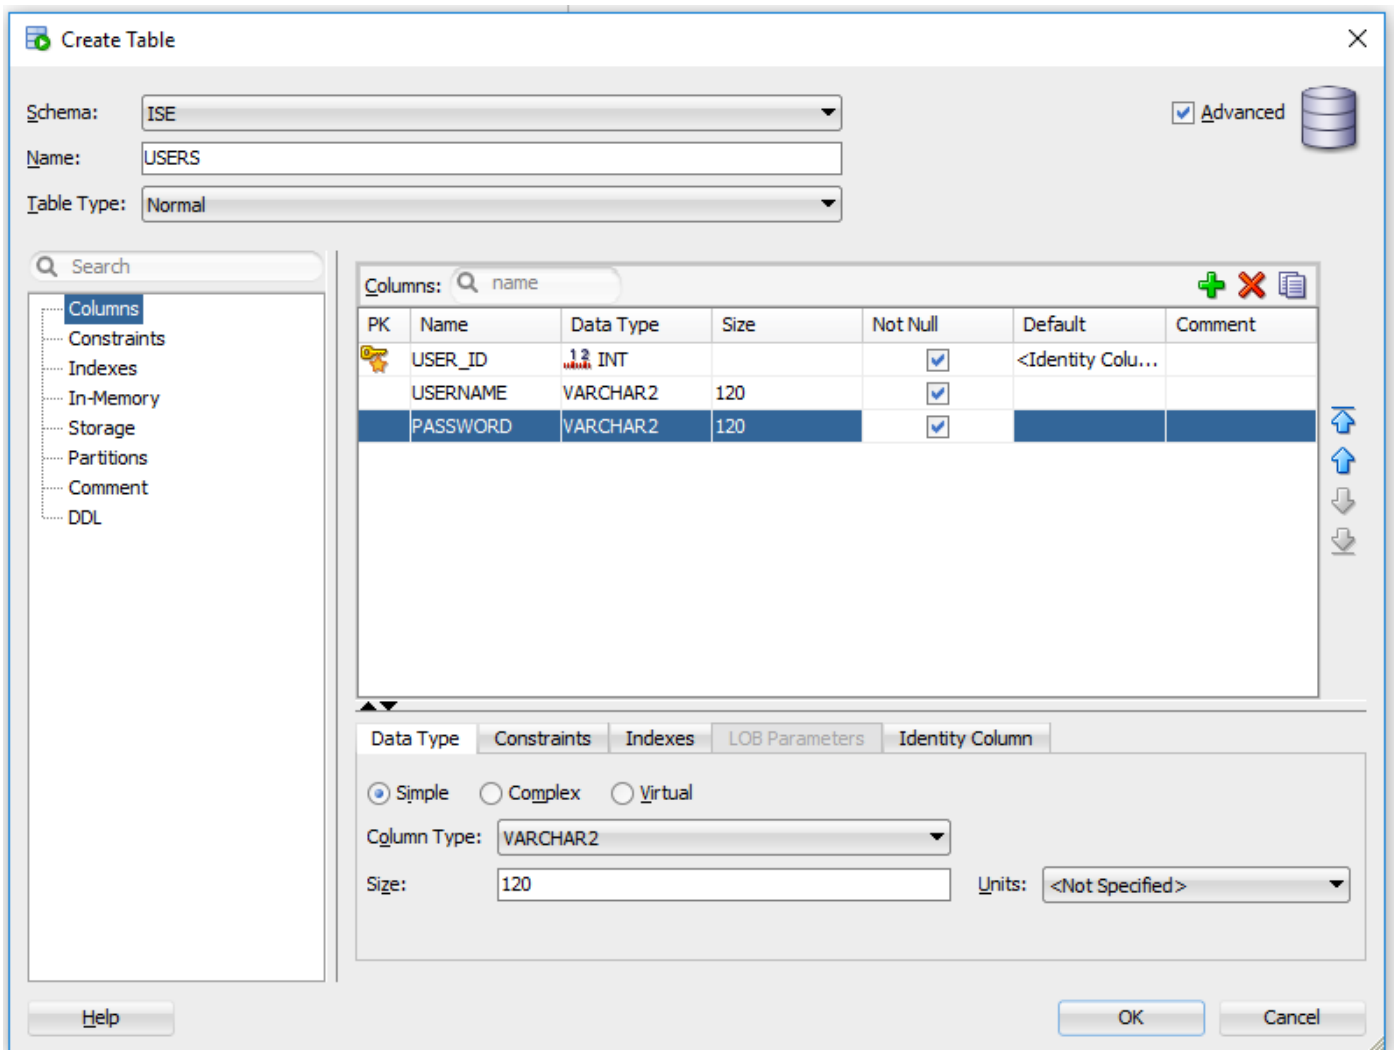 Create Table
Schema: ISE Advanced
Name: USERS
Table Type: Normal
Search
Columns
Constraints
Indexes
In-Memory
Storage
Partitions
Comment
DDL
Columns: name
PK Name Data Type Size Not Null Default Comment
USER_ID INT <Identity Colu...
USERNAME VARCHAR2 120
PASSWORD VARCHAR2 120
Data Type Constraints Indexes LOB Parameters Identity Column
Simple Complex Virtual
Column Type: VARCHAR2
Size: 120 Units: <Not Specified>
Help OK Cancel